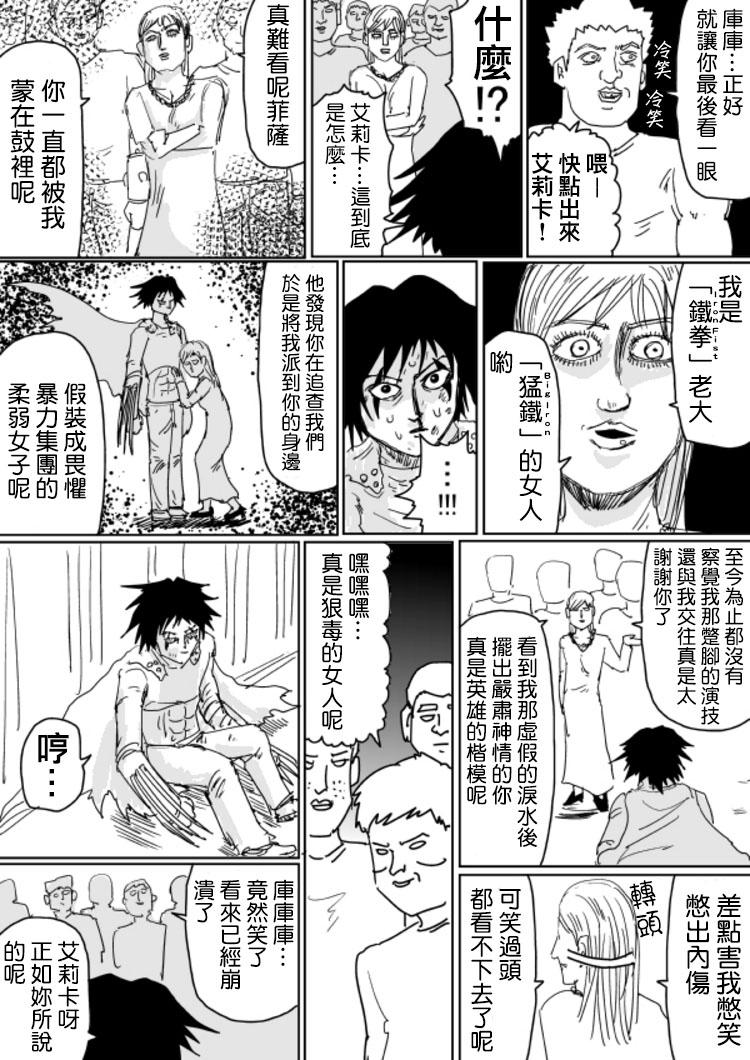 庫庫…正好
就讓你最後看一眼
冷笑
冷笑
喂—
快點出來
艾莉卡！
什麼!?
艾莉卡…這到底
是怎麼…
真難看呢菲薩
你一直都被我
蒙在鼓裡呢
我是
「鐵拳」老大
Iron Fist
「猛鐵」的女人
Big Iron
喲
…!!!
他發現你在追查我們
於是將我派到你的身邊
假裝成畏懼
暴力集團的
柔弱女子呢
至今為止都沒有
察覺我那蹩腳的演技
還與我交往真是太
謝謝你了
看到我那虛假的淚水後
擺出嚴肅神情的你
真是英雄的楷模呢
嘿嘿嘿…
真是狠毒的女人呢
哼…
差點害我憋笑
憋出內傷
轉頭
可笑過頭
都看不下去了呢
庫庫庫…
竟然笑了
看來已經崩
潰了
艾莉卡呀
正如妳所說
的呢